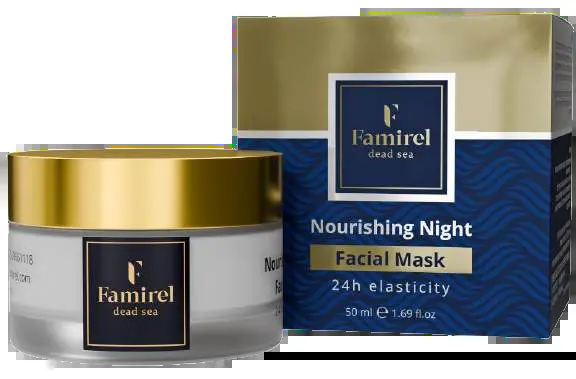 F
Famirel
dead sea
Nourishing Night
Facial Mask
24h elasticity
50 ml ℮ 1.69 fl.oz
F
Famirel
dead sea